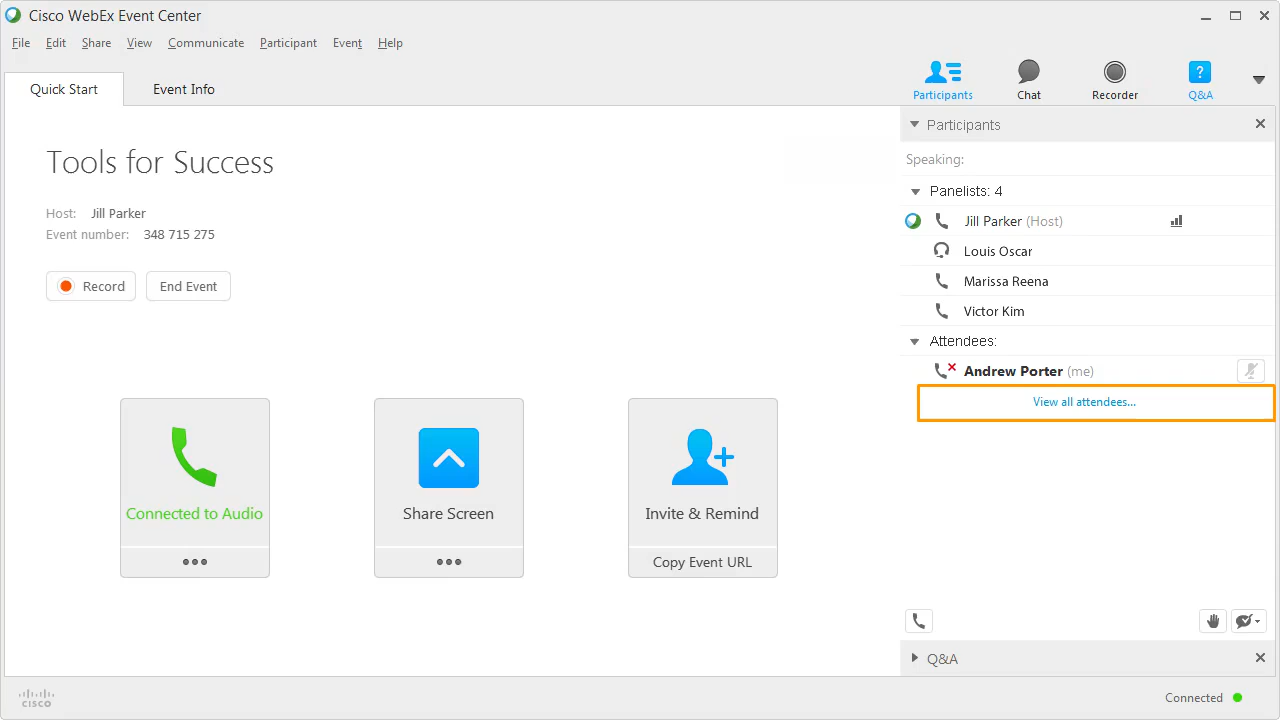 Cisco WebEx Event Center
File Edit Share View Communicate Participant Event Help
Participants Chat Recorder Q&A
Quick Start Event Info
Participants
Speaking:
Tools for Success
Panelists: 4
Host: Jill Parker
Jill Parker (Host)
Event number: 348 715 275
Louis Oscar
Record End Event
Marissa Reena
Victor Kim
Attendees:
Andrew Porter (me)
View all attendees...
Connected to Audio
Share Screen
Invite & Remind
Copy Event URL
Q&A
CISCO
Connected